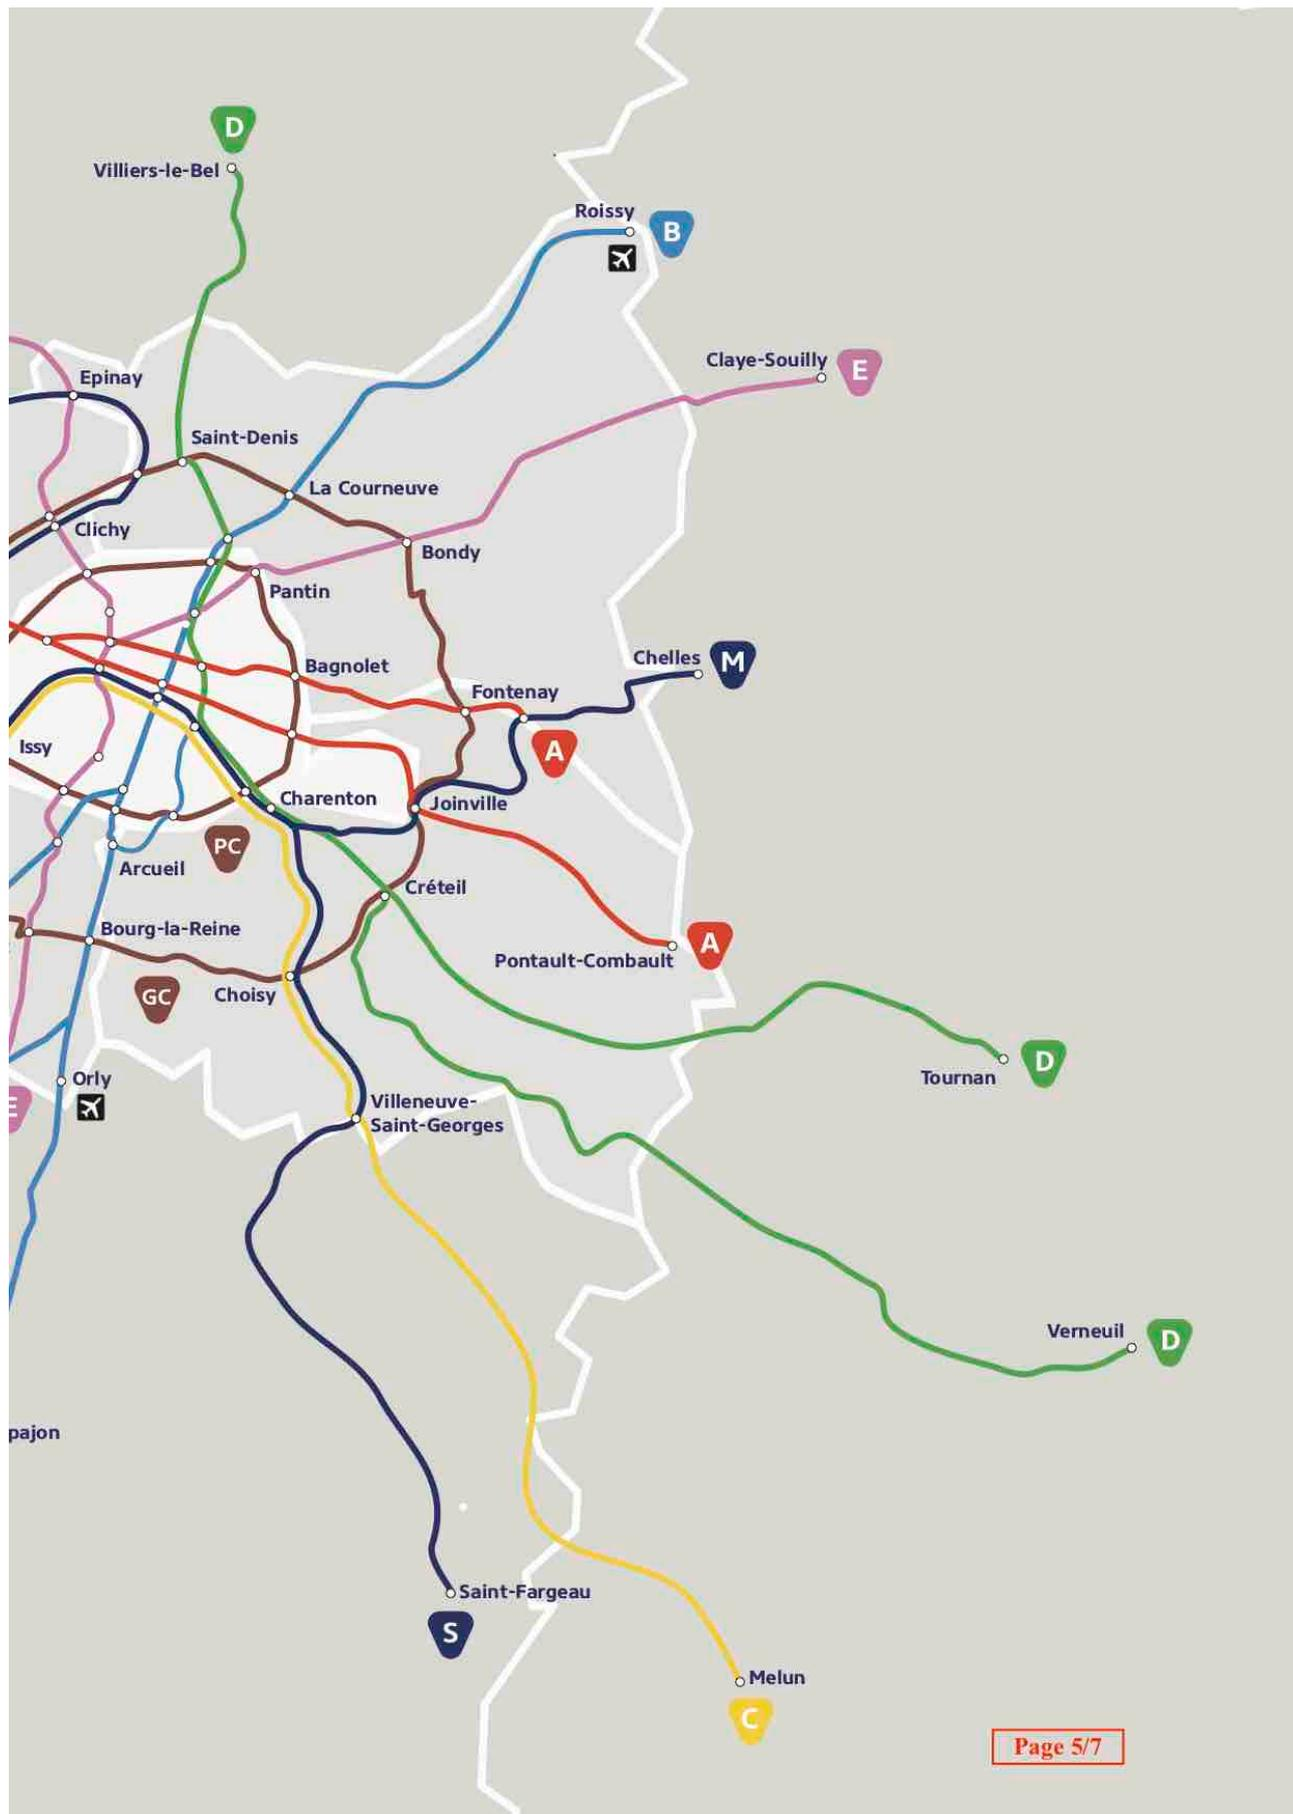 D
Villiers-le-Bel
Roissy
B
Claye-Souilly
E
Epinay
Saint-Denis
La Courneuve
Clichy
Bondy
Pantin
Chelles
M
Bagnolet
Fontenay
Issy
A
Charenton
Joinville
PC
Arcueil
Créteil
Bourg-la-Reine
A
Pontault-Combault
GC
Choisy
Tournan
D
Orly
E
Villeneuve-
Saint-Georges
Verneuil
D
pajon
Saint-Fargeau
S
Melun
C
Page 5/7